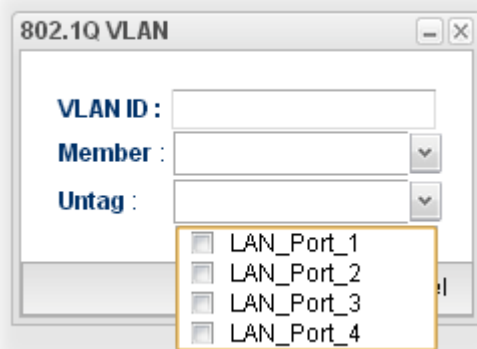 802.1Q VLAN
VLAN ID :
Member :
Untag :
LAN_Port_1
LAN_Port_2
LAN_Port_3
LAN_Port_4